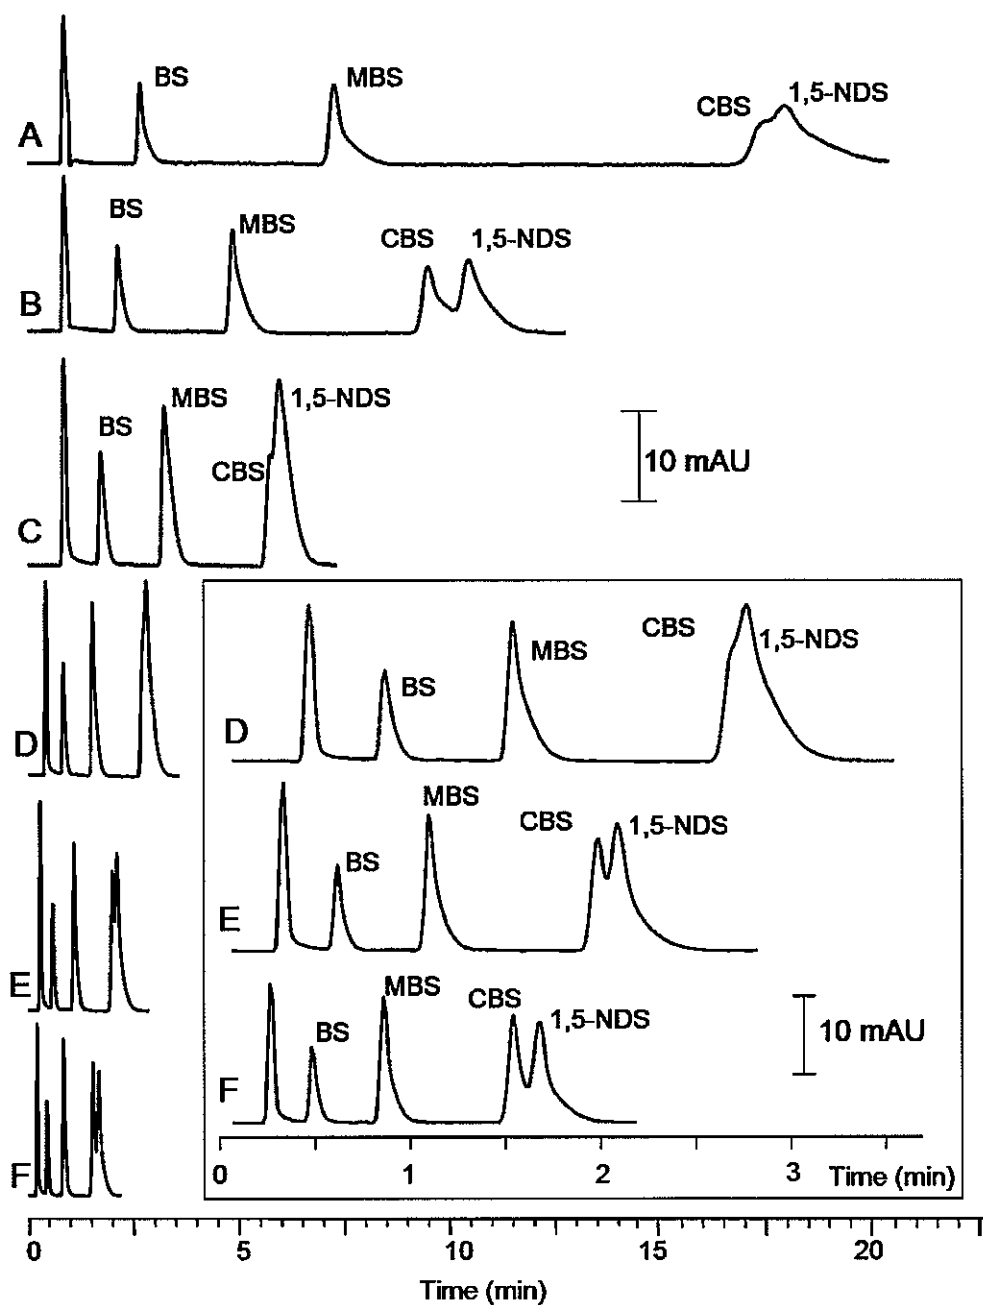 BS
MBS
CBS
1,5-NDS
A
BS
MBS
CBS
1,5-NDS
B
MBS
1,5-NDS
BS
CBS
10 mAU
C
D
CBS
1,5-NDS
MBS
BS
D
MBS
CBS
1,5-NDS
BS
E
E
MBS
CBS
BS
1,5-NDS
10 mAU
F
F
0 1 2 3 Time (min)
0 5 10 15 20
Time (min)